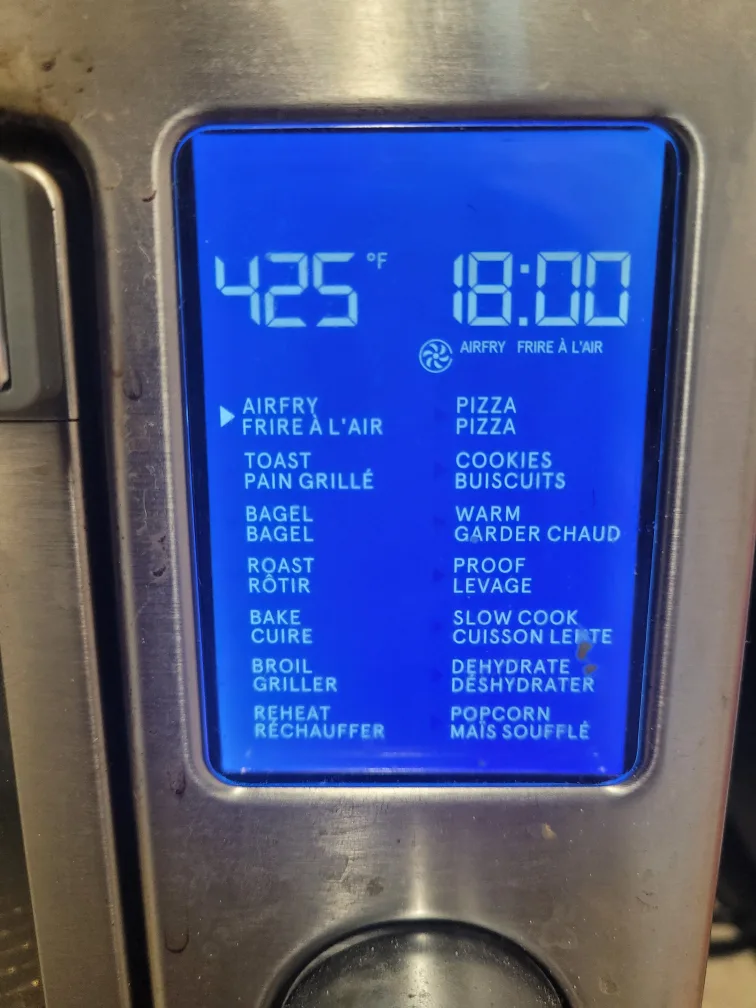 425 °F 18:00
AIRFRY FRIRE À L'AIR
AIRFRY
FRIRE À L'AIR
TOAST
PAIN GRILLÉ
BAGEL
BAGEL
ROAST
RÔTIR
BAKE
CUIRE
BROIL
GRILLER
REHEAT
RÉCHAUFFER
PIZZA
PIZZA
COOKIES
BUISCUITS
WARM
GARDER CHAUD
PROOF
LEVAGE
SLOW COOK
CUISSON LENTE
DEHYDRATE
DÉSHYDRATER
POPCORN
MAÏS SOUFFLÉ